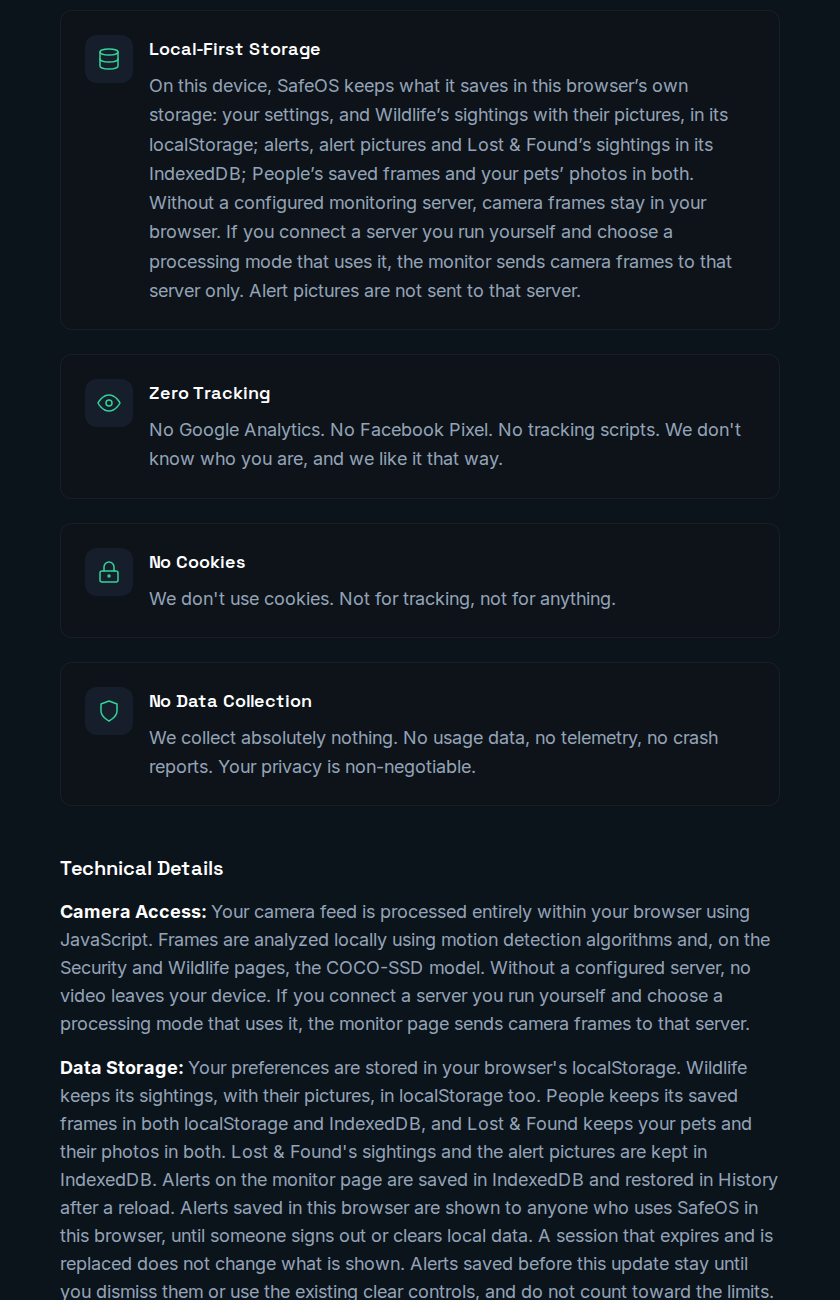 Local-First Storage
On this device, SafeOS keeps what it saves in this browser’s own
storage: your settings, and Wildlife’s sightings with their pictures, in its
localStorage; alerts, alert pictures and Lost & Found’s sightings in its
IndexedDB; People’s saved frames and your pets’ photos in both.
Without a configured monitoring server, camera frames stay in your
browser. If you connect a server you run yourself and choose a
processing mode that uses it, the monitor sends camera frames to that
server only. Alert pictures are not sent to that server.
Zero Tracking
No Google Analytics. No Facebook Pixel. No tracking scripts. We don't
know who you are, and we like it that way.
No Cookies
We don't use cookies. Not for tracking, not for anything.
No Data Collection
We collect absolutely nothing. No usage data, no telemetry, no crash
reports. Your privacy is non-negotiable.
Technical Details
Camera Access: Your camera feed is processed entirely within your browser using
JavaScript. Frames are analyzed locally using motion detection algorithms and, on the
Security and Wildlife pages, the COCO-SSD model. Without a configured server, no
video leaves your device. If you connect a server you run yourself and choose a
processing mode that uses it, the monitor page sends camera frames to that server.
Data Storage: Your preferences are stored in your browser's localStorage. Wildlife
keeps its sightings, with their pictures, in localStorage too. People keeps its saved
frames in both localStorage and IndexedDB, and Lost & Found keeps your pets and
their photos in both. Lost & Found's sightings and the alert pictures are kept in
IndexedDB. Alerts on the monitor page are saved in IndexedDB and restored in History
after a reload. Alerts saved in this browser are shown to anyone who uses SafeOS in
this browser, until someone signs out or clears local data. A session that expires and is
replaced does not change what is shown. Alerts saved before this update stay until
you dismiss them or use the existing clear controls, and do not count toward the limits.